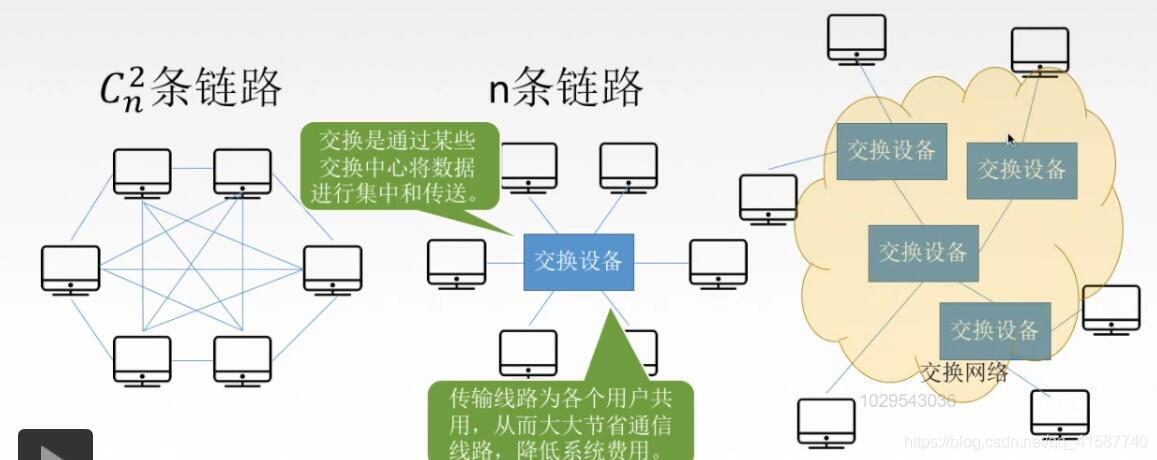 C_n^2条链路
n条链路
交换是通过某些
交换中心将数据
进行集中和传送。
交换设备
传输线路为各个用户共
用，从而大大节省通信
线路，降低系统费用。
交换设备
交换设备
交换设备
交换设备
交换网络
1029543036
https://blog.csdn.net/qq_41587740